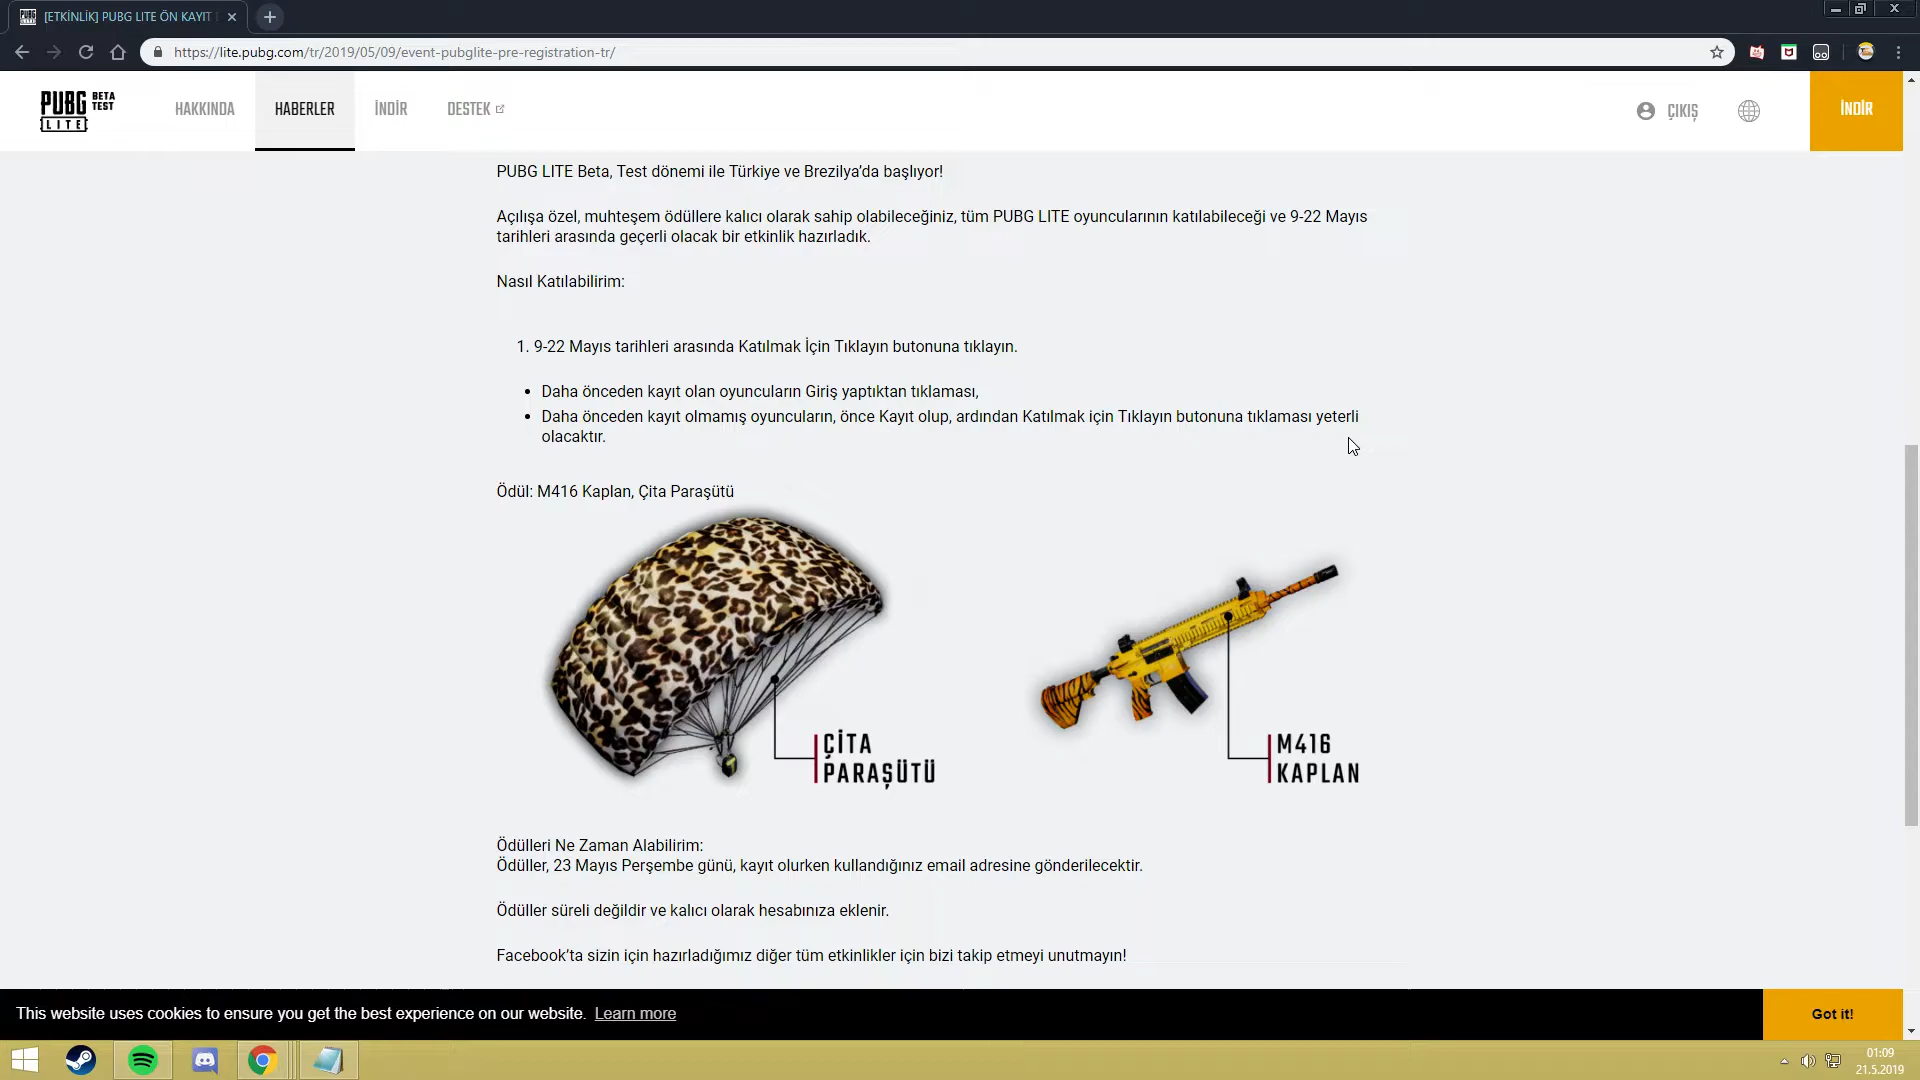 [ETKİNLİK] PUBG LITE ÖN KAYIT
https://lite.pubg.com/tr/2019/05/09/event-pubglite-pre-registration-tr/
PUBG BETA TEST LITE
HAKKINDA
HABERLER
İNDİR
DESTEK
ÇIKIŞ
İNDİR
PUBG LITE Beta, Test dönemi ile Türkiye ve Brezilya’da başlıyor!
Açılışa özel, muhteşem ödüllere kalıcı olarak sahip olabileceğiniz, tüm PUBG LITE oyuncularının katılabileceği ve 9-22 Mayıs
tarihleri arasında geçerli olacak bir etkinlik hazırladık.
Nasıl Katılabilirim:
1. 9-22 Mayıs tarihleri arasında Katılmak İçin Tıklayın butonuna tıklayın.
• Daha önceden kayıt olan oyuncuların Giriş yaptıktan tıklaması,
• Daha önceden kayıt olmamış oyuncuların, önce Kayıt olup, ardından Katılmak için Tıklayın butonuna tıklaması yeterli
olacaktır.
Ödül: M416 Kaplan, Çita Paraşütü
ÇİTA
PARAŞÜTÜ
M416
KAPLAN
Ödülleri Ne Zaman Alabilirim:
Ödüller, 23 Mayıs Perşembe günü, kayıt olurken kullandığınız email adresine gönderilecektir.
Ödüller süreli değildir ve kalıcı olarak hesabınıza eklenir.
Facebook’ta sizin için hazırladığımız diğer tüm etkinlikler için bizi takip etmeyi unutmayın!
This website uses cookies to ensure you get the best experience on our website. Learn more
Got it!
01:09
21.5.2019